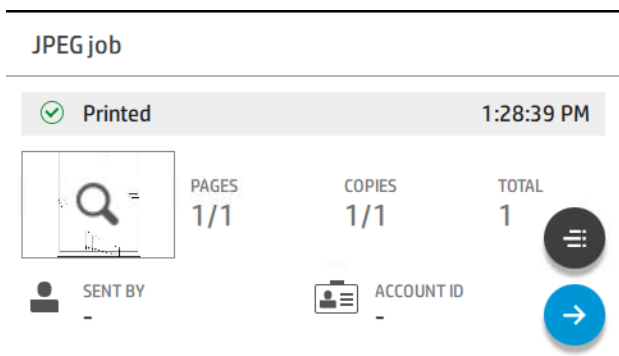 JPEG job
Printed 1:28:39 PM
PAGES COPIES TOTAL
1/1 1/1 1
SENT BY ACCOUNT ID
- -